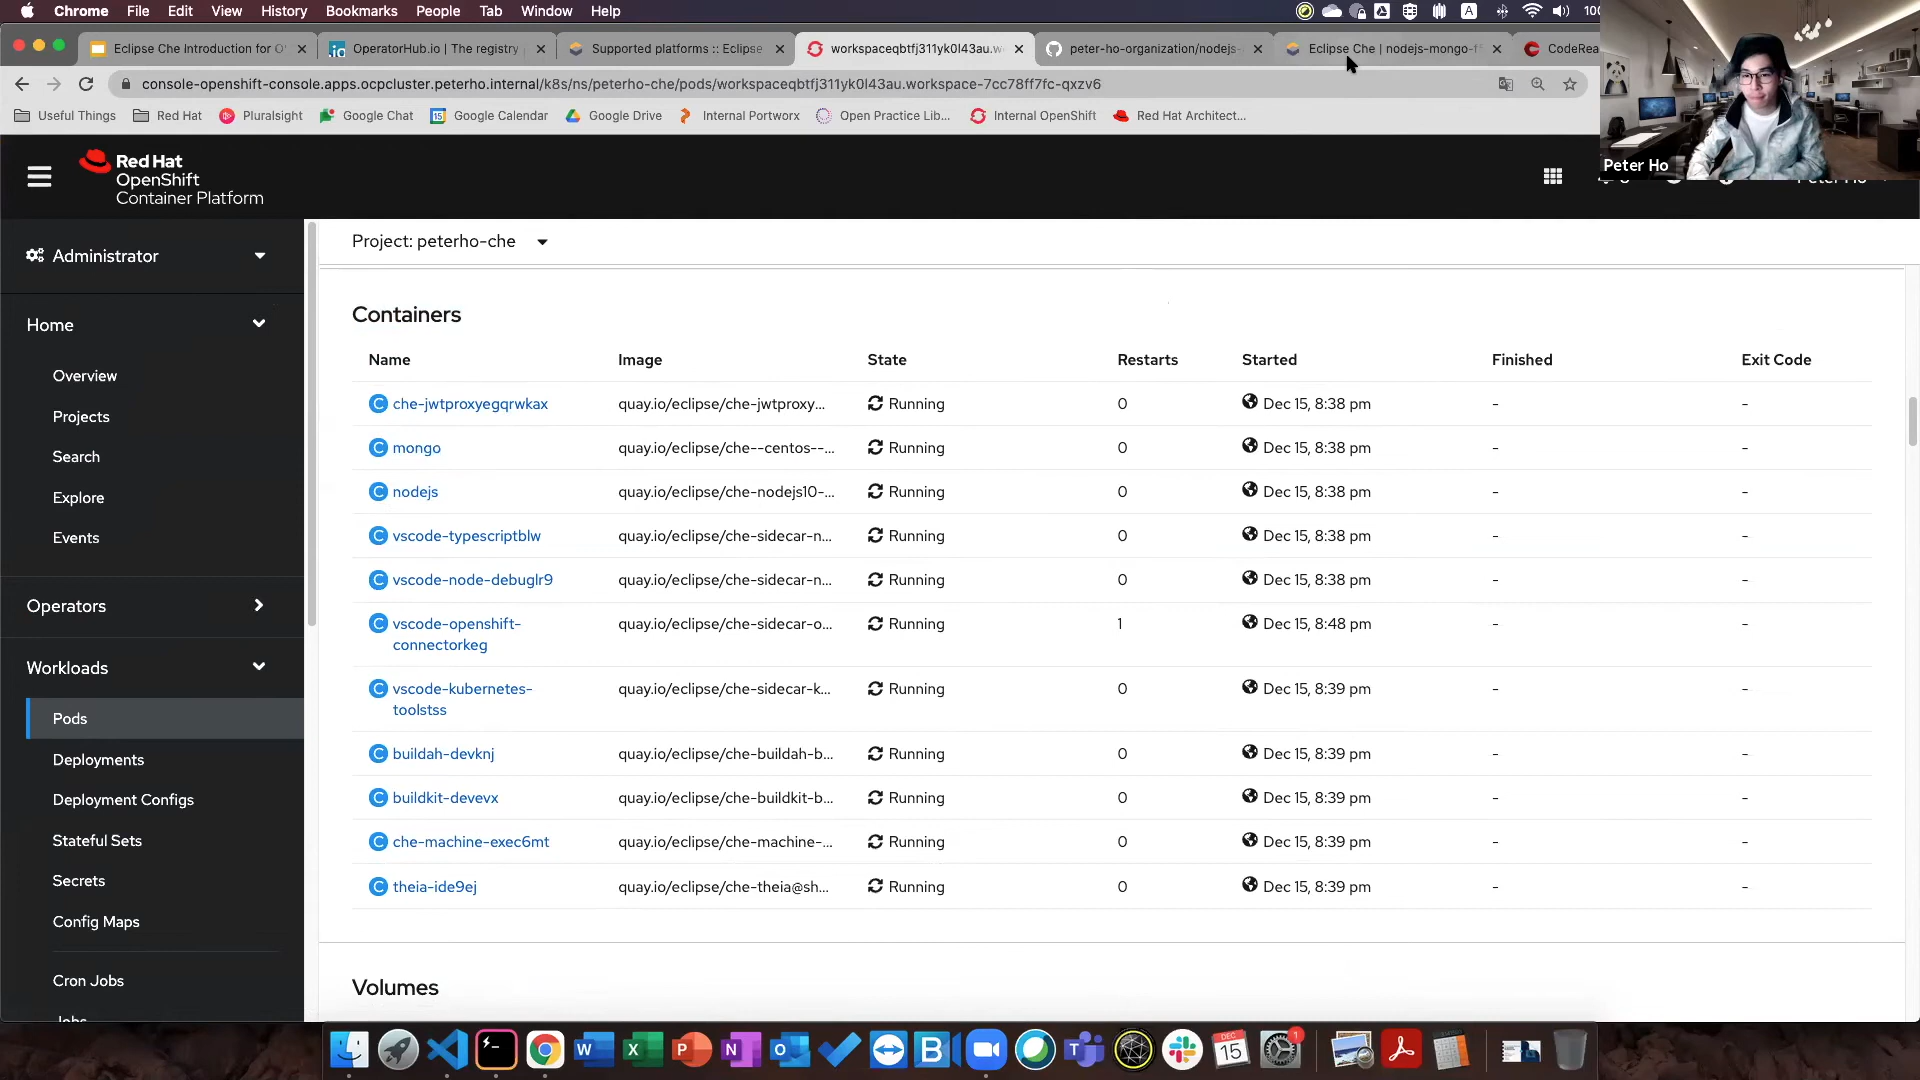 Chrome File Edit View History Bookmarks People Tab Window Help
A
Eclipse Che Introduction for O
OperatorHub.io | The registry
Supported platforms :: Eclipse
workspaceqbtfj311yk0l43au.w
peter-ho-organization/nodejs-
Eclipse Che | nodejs-mongo-f
CodeRea
console-openshift-console.apps.ocpcluster.peterho.internal/k8s/ns/peterho-che/pods/workspaceqbtfj311yk0l43au.workspace-7cc78ff7fc-qxzv6
Useful Things
Red Hat
Pluralsight
Google Chat
Google Calendar
Google Drive
Internal Portworx
Open Practice Lib...
Internal OpenShift
Red Hat Architect...
Peter Ho
Red Hat
OpenShift
Container Platform
Peter Ho
Administrator
Home
Overview
Projects
Search
Explore
Events
Operators
Workloads
Pods
Deployments
Deployment Configs
Stateful Sets
Secrets
Config Maps
Cron Jobs
Jobs
Project: peterho-che
Containers
Name Image State Restarts Started Finished Exit Code
C che-jwtproxyegqrwkax quay.io/eclipse/che-jwtproxy... Running 0 Dec 15, 8:38 pm - -
C mongo quay.io/eclipse/che--centos--... Running 0 Dec 15, 8:38 pm - -
C nodejs quay.io/eclipse/che-nodejs10-... Running 0 Dec 15, 8:38 pm - -
C vscode-typescriptblw quay.io/eclipse/che-sidecar-n... Running 0 Dec 15, 8:38 pm - -
C vscode-node-debuglr9 quay.io/eclipse/che-sidecar-n... Running 0 Dec 15, 8:38 pm - -
C vscode-openshift- quay.io/eclipse/che-sidecar-o... Running 1 Dec 15, 8:48 pm - -
connectorkeg
C vscode-kubernetes- quay.io/eclipse/che-sidecar-k... Running 0 Dec 15, 8:39 pm - -
toolstss
C buildah-devknj quay.io/eclipse/che-buildah-b... Running 0 Dec 15, 8:39 pm - -
C buildkit-devevx quay.io/eclipse/che-buildkit-b... Running 0 Dec 15, 8:39 pm - -
C che-machine-exec6mt quay.io/eclipse/che-machine-... Running 0 Dec 15, 8:39 pm - -
C theia-ide9ej quay.io/eclipse/che-theia@sh... Running 0 Dec 15, 8:39 pm - -
Volumes
DEC
15
1